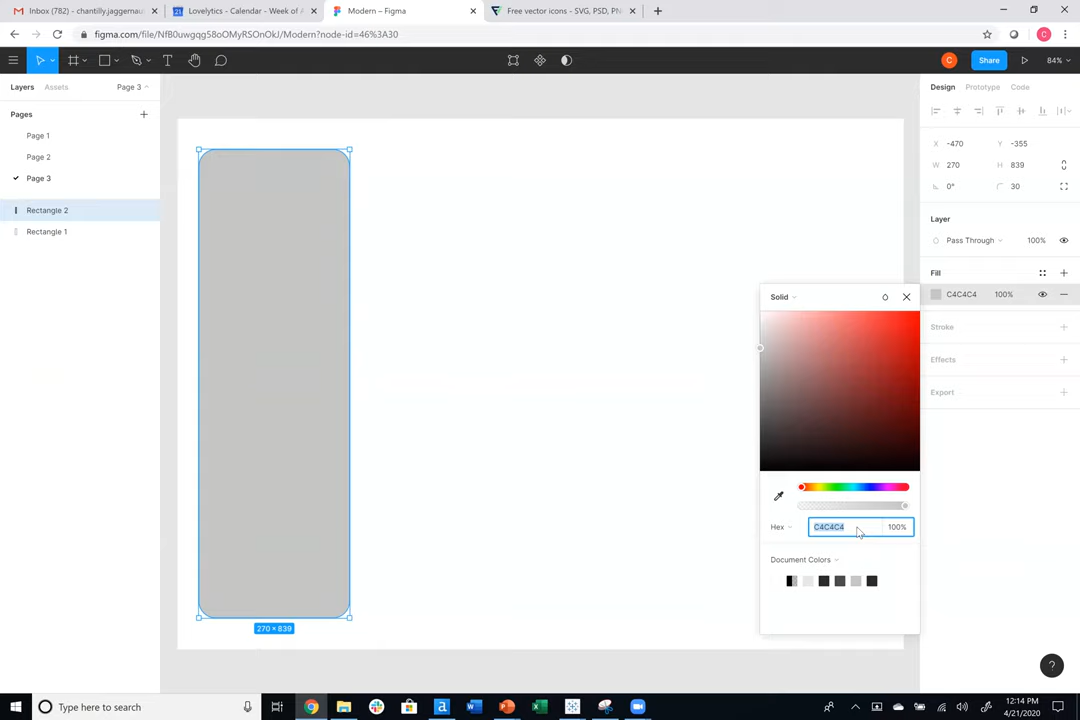 Inbox (782) - chantilly.jaggernau
Lovelytics - Calendar - Week of A
Modern – Figma
Free vector icons - SVG, PSD, PN
figma.com/file/NfB0uwgqg58oOMyRSOnOkJ/Modern?node-id=46%3A30
C
T
C
Share
84%
Layers
Assets
Page 3
Design
Prototype
Code
Pages
Page 1
Page 2
Page 3
Rectangle 2
Rectangle 1
X -470 Y -355
W 270 H 839
0° 30
Layer
Pass Through 100%
Fill
C4C4C4 100%
Stroke
Effects
Export
Solid
Hex C4C4C4 100%
Document Colors
270 × 839
?
Type here to search
12:14 PM
4/21/2020